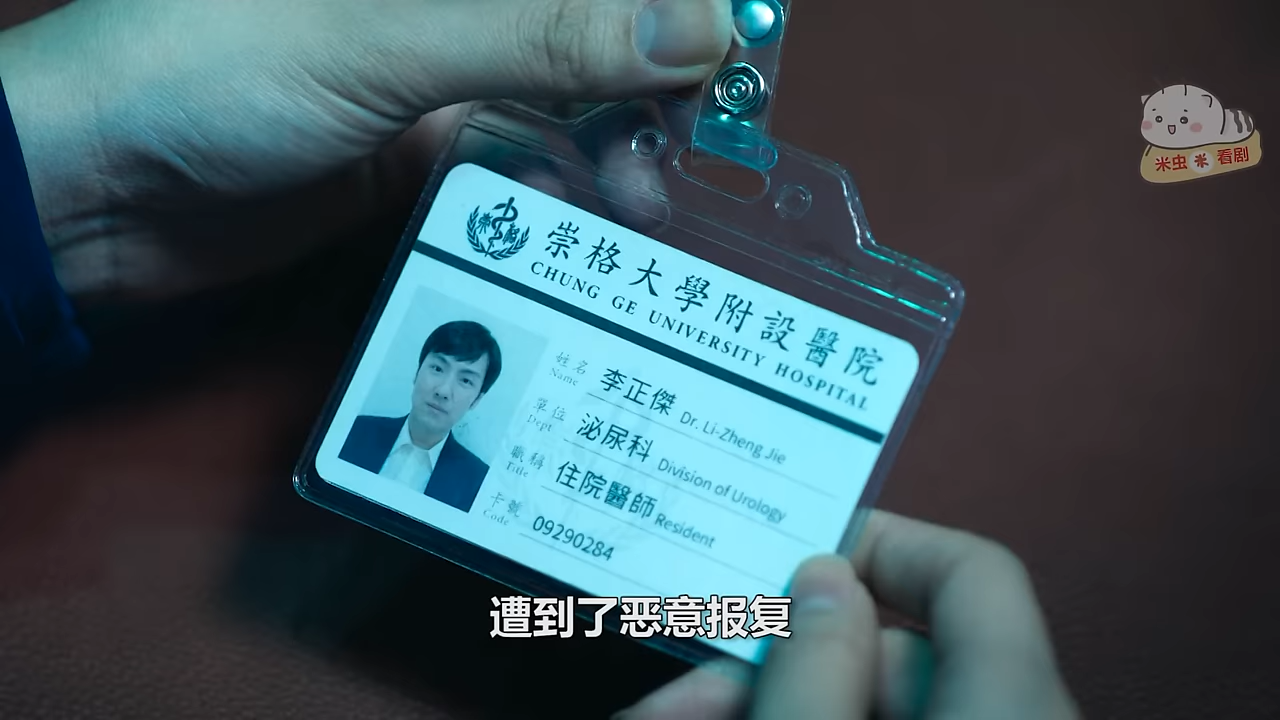 米虫 米 看剧
崇格大學附設醫院
CHUNG GE UNIVERSITY HOSPITAL
姓名 李正傑 Dr. Li-Zheng Jie
Name
單位 泌尿科 Division of Urology
Dept
職稱 住院醫師 Resident
Title
卡號 09290284
Code
遭到了恶意报复